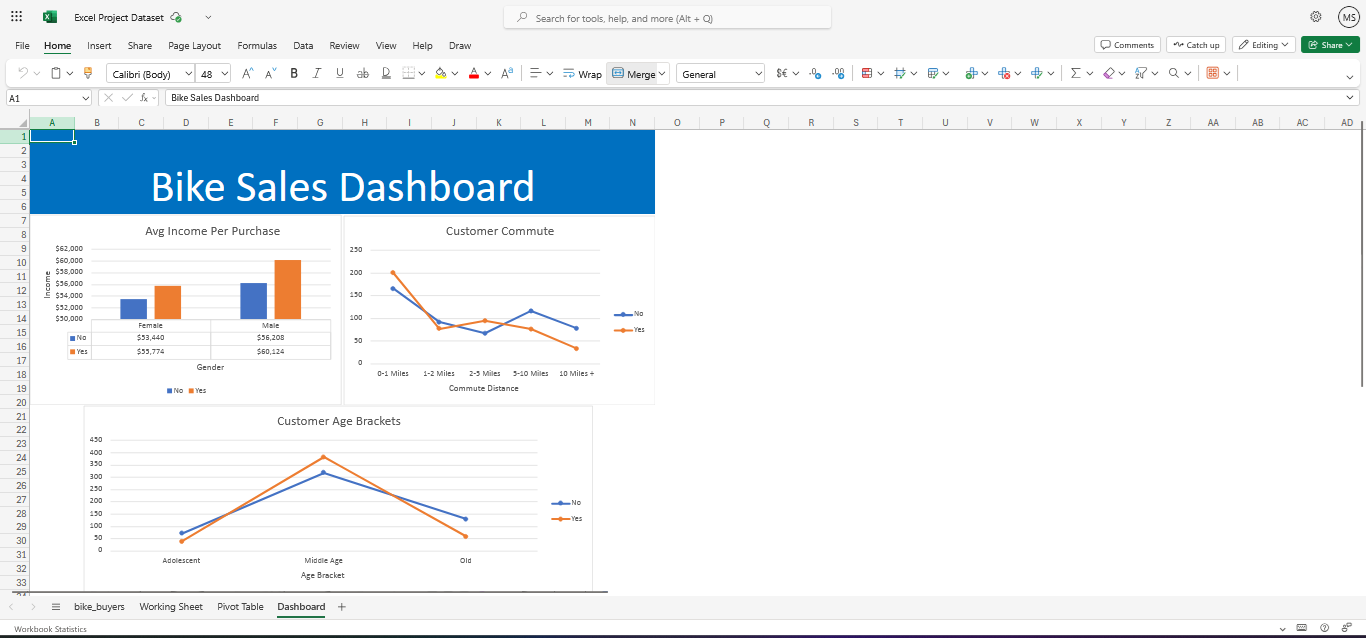 Excel Project Dataset
Search for tools, help, and more (Alt + Q)
MS
File Home Insert Share Page Layout Formulas Data Review View Help Draw
Comments Catch up Editing Share
Calibri (Body) 48 A^ A˅ B I U ab D A Aᵃ Wrap Merge General $€ .0 .00
A1 fx Bike Sales Dashboard
A B C D E F G H I J K L M N O P Q R S T U V W X Y Z AA AB AC AD
1
2
3
4
5
6
7
8
9
10
11
12
13
14
15
16
17
18
19
20
21
22
23
24
25
26
27
28
29
30
31
32
33
Bike Sales Dashboard
Avg Income Per Purchase
Income
$62,000
$60,000
$58,000
$56,000
$54,000
$52,000
$50,000
Female Male
No $53,440 $56,208
Yes $55,774 $60,124
Gender
No Yes
Customer Commute
250
200
150
100
50
0
0-1 Miles 1-2 Miles 2-5 Miles 5-10 Miles 10 Miles +
Commute Distance
No
Yes
Customer Age Brackets
450
400
350
300
250
200
150
100
50
0
Adolescent Middle Age Old
Age Bracket
No
Yes
bike_buyers Working Sheet Pivot Table Dashboard
Workbook Statistics